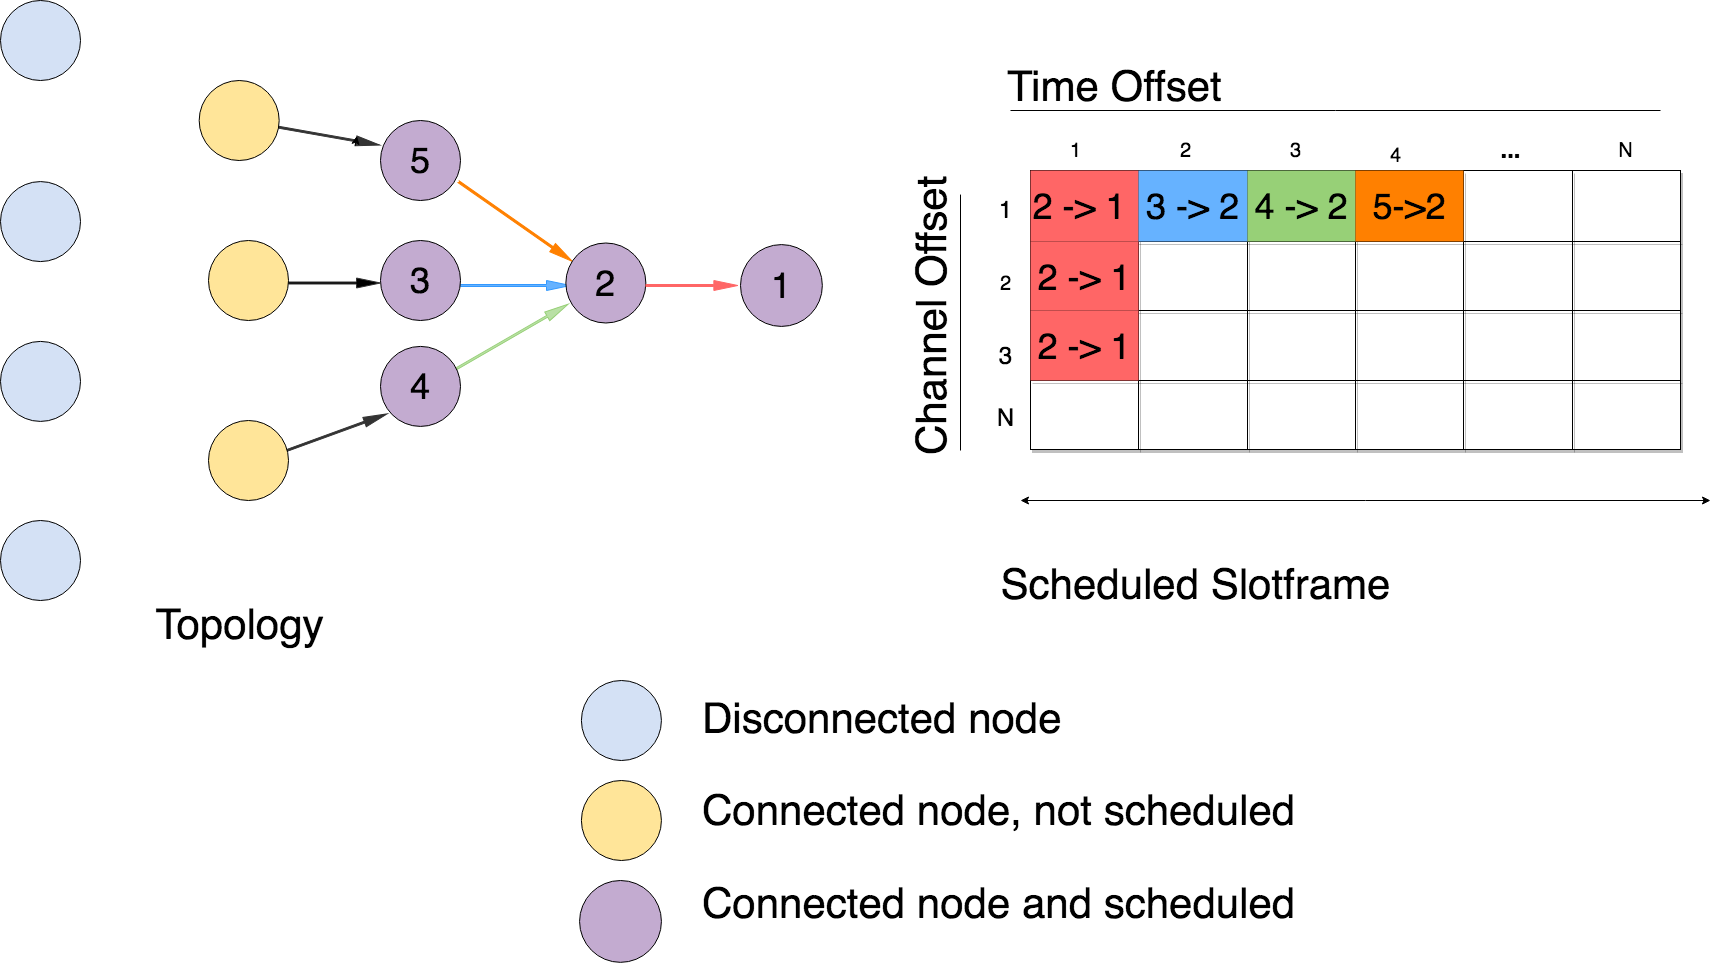 5
3
2
1
4
Topology
Time Offset
1 2 3 4 ... N
Channel Offset
1 2 -> 1 3 -> 2 4 -> 2 5->2
2 2 -> 1
3 2 -> 1
N
Scheduled Slotframe
Disconnected node
Connected node, not scheduled
Connected node and scheduled